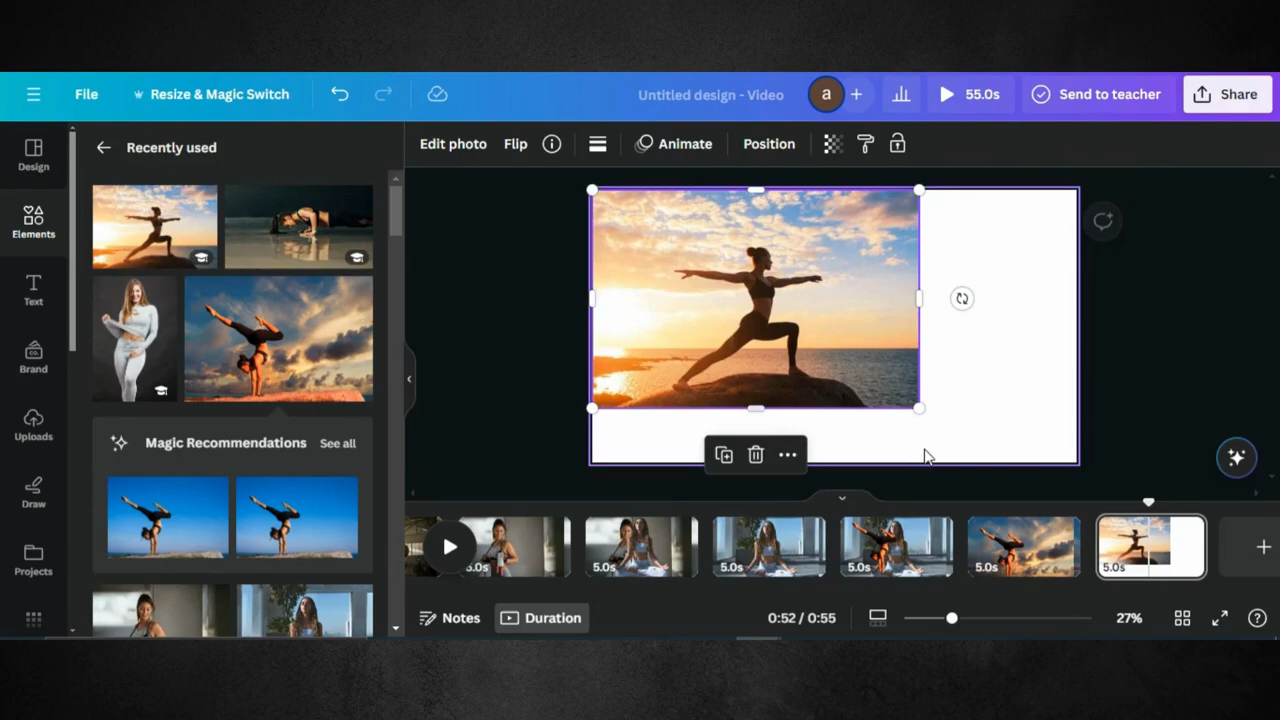 File
Resize & Magic Switch
Untitled design - Video
a
55.0s
Send to teacher
Share
Design
Elements
Text
CO.
Brand
Uploads
Draw
Projects
Recently used
Magic Recommendations
See all
Edit photo
Flip
Animate
Position
5.0s
5.0s
5.0s
5.0s
5.0s
5.0s
Notes
Duration
0:52 / 0:55
27%